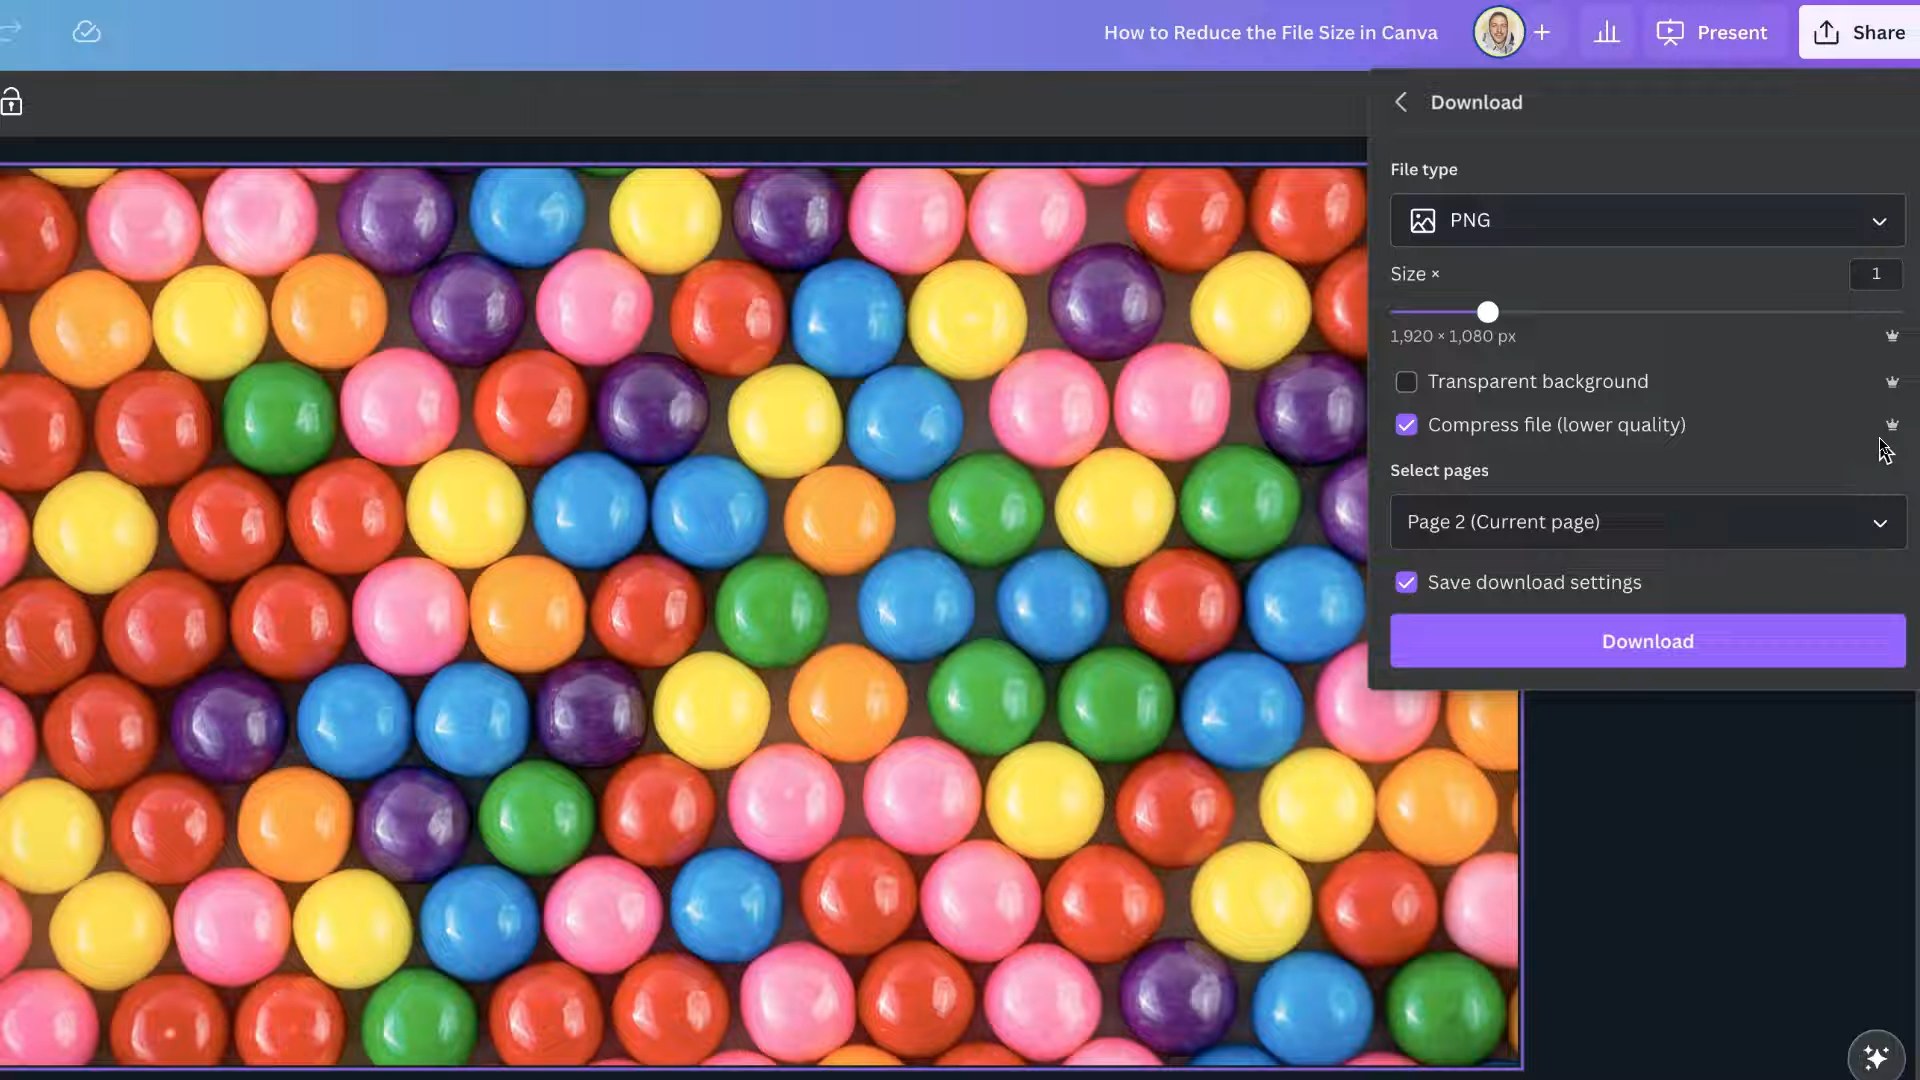 How to Reduce the File Size in Canva
Present
Share
Download
File type
PNG
Size ×
1
1,920 × 1,080 px
Transparent background
Compress file (lower quality)
Select pages
Page 2 (Current page)
Save download settings
Download